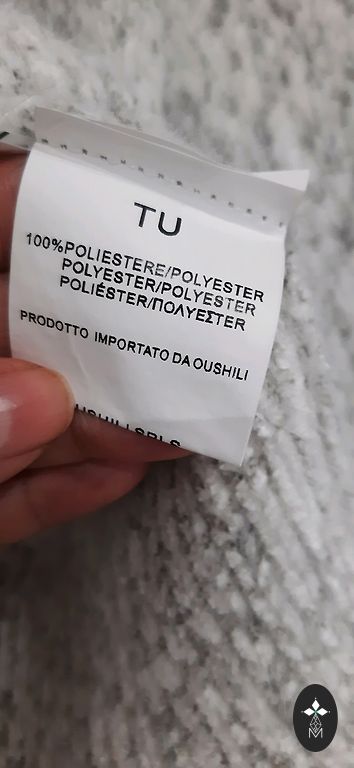 TU
100%POLIESTERE/POLYESTER
POLYESTER/POLYESTER
POLIÉSTER/ΠΟΛΥΕΣΤΕΡ
PRODOTTO IMPORTATO DA OUSHILI
M